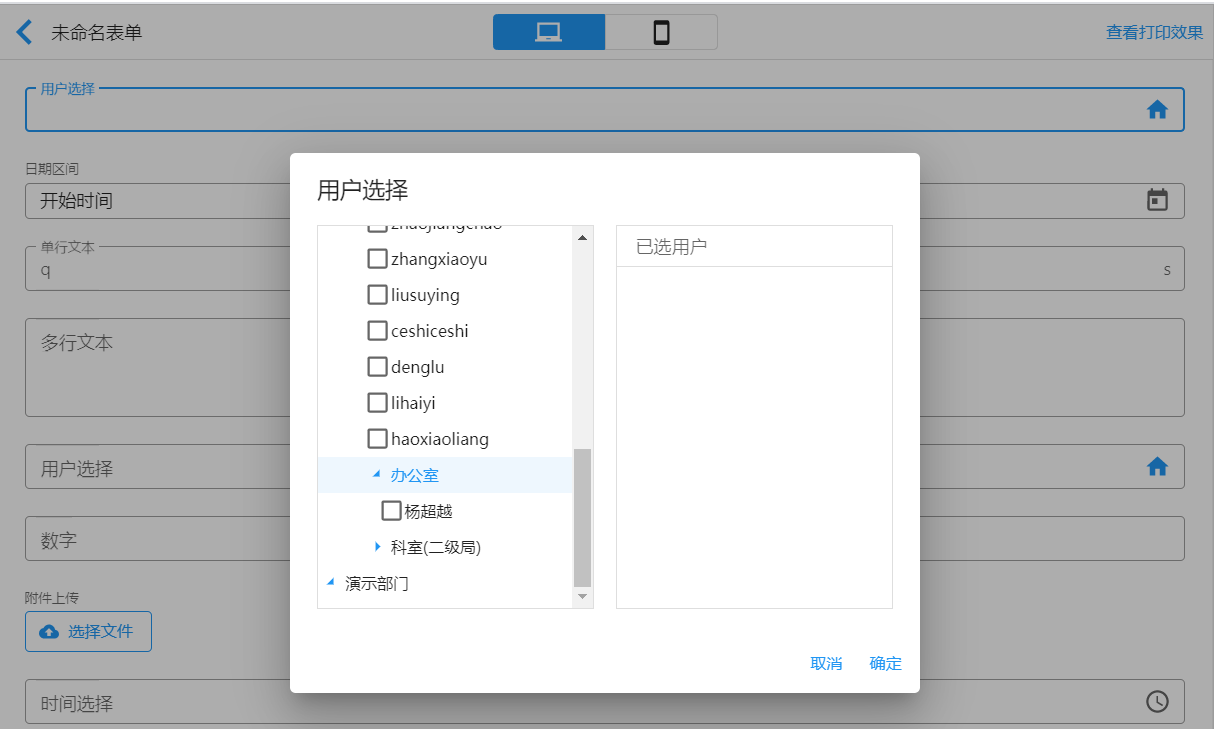 未命名表单
查看打印效果
用户选择
日期区间
开始时间
单行文本
q
s
多行文本
用户选择
数字
附件上传
选择文件
时间选择
用户选择
zhangxiaoyu
liusuying
ceshiceshi
denglu
lihaiyi
haoxiaoliang
办公室
杨超越
科室(二级局)
演示部门
已选用户
取消
确定